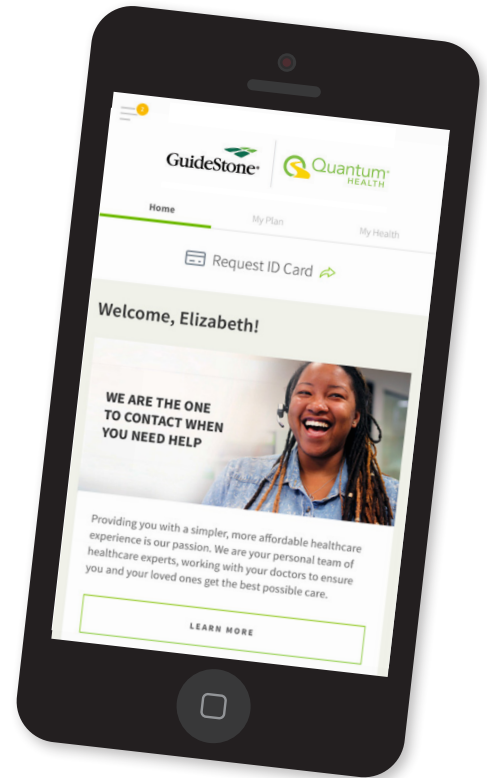 GuideStone®
Quantum
HEALTH
Home
My Plan
My Health
Request ID Card
Welcome, Elizabeth!
WE ARE THE ONE
TO CONTACT WHEN
YOU NEED HELP
Providing you with a simpler, more affordable healthcare
experience is our passion. We are your personal team of
healthcare experts, working with your doctors to ensure
you and your loved ones get the best possible care.
LEARN MORE